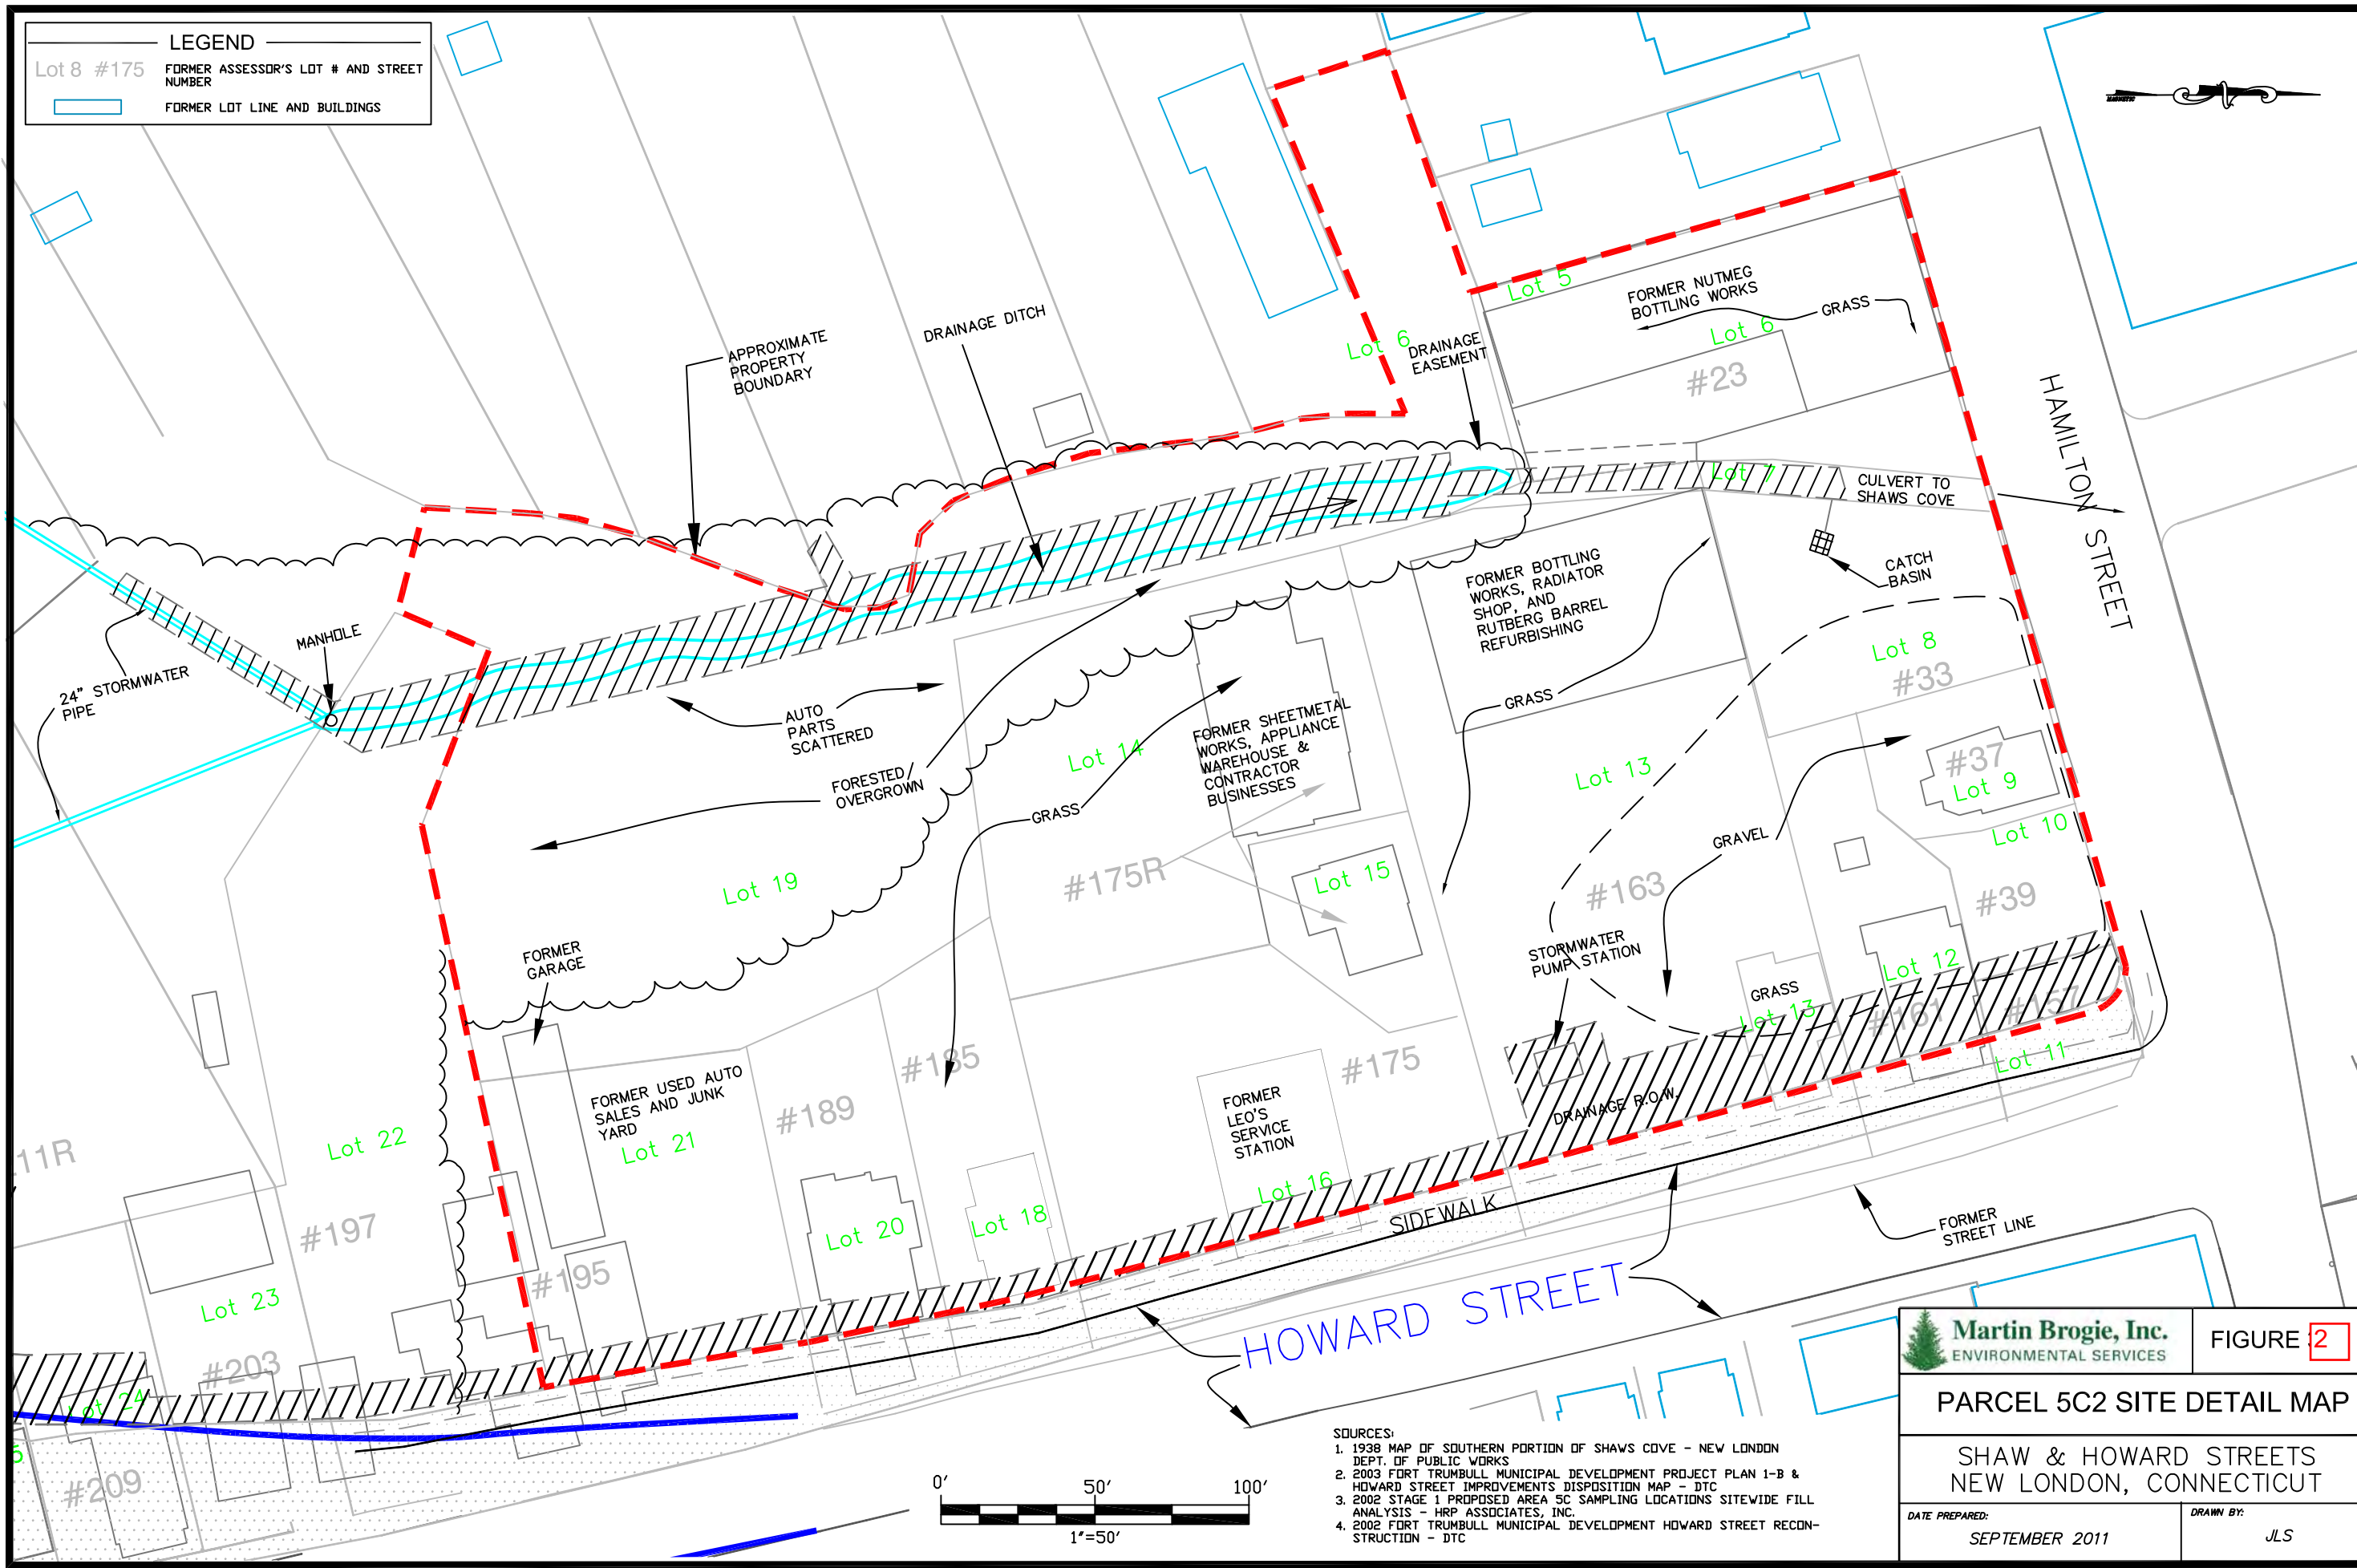 LEGEND
Lot 8 #175
FORMER ASSESSOR'S LOT # AND STREET
NUMBER
FORMER LOT LINE AND BUILDINGS
MAGNETIC
APPROXIMATE
PROPERTY
BOUNDARY
DRAINAGE DITCH
Lot 6
DRAINAGE
EASEMENT
Lot 5
FORMER NUTMEG
BOTTLING WORKS
GRASS
Lot 6
#23
HAMILTON STREET
Lot 7
CULVERT TO
SHAWS COVE
CATCH
BASIN
FORMER BOTTLING
WORKS, RADIATOR
SHOP, AND
RUTBERG BARREL
REFURBISHING
Lot 8
#33
GRASS
MANHOLE
24" STORMWATER
PIPE
AUTO
PARTS
SCATTERED
FORESTED/
OVERGROWN
Lot 14
FORMER SHEETMETAL
WORKS, APPLIANCE
WAREHOUSE &
CONTRACTOR
BUSINESSES
GRASS
Lot 13
#37
Lot 9
Lot 10
GRAVEL
#175R
Lot 15
#163
#39
Lot 19
FORMER
GARAGE
STORMWATER
PUMP STATION
GRASS
Lot 13
Lot 12
#161
#157
Lot 11
#185
#175
FORMER USED AUTO
SALES AND JUNK
YARD
Lot 21
#189
FORMER
LEO'S
SERVICE
STATION
DRAINAGE R.O.W.
Lot 22
11R
#197
Lot 16
Lot 18
Lot 20
SIDEWALK
#195
Lot 23
#203
Lot 24
5
#209
FORMER
STREET LINE
HOWARD STREET
0' 50' 100'
1"=50'
SOURCES:
1. 1938 MAP OF SOUTHERN PORTION OF SHAWS COVE - NEW LONDON
DEPT. OF PUBLIC WORKS
2. 2003 FORT TRUMBULL MUNICIPAL DEVELOPMENT PROJECT PLAN 1-B &
HOWARD STREET IMPROVEMENTS DISPOSITION MAP - DTC
3. 2002 STAGE 1 PROPOSED AREA 5C SAMPLING LOCATIONS SITEWIDE FILL
ANALYSIS - HRP ASSOCIATES, INC.
4. 2002 FORT TRUMBULL MUNICIPAL DEVELOPMENT HOWARD STREET RECON-
STRUCTION - DTC
Martin Brogie, Inc.
ENVIRONMENTAL SERVICES
FIGURE 2
PARCEL 5C2 SITE DETAIL MAP
SHAW & HOWARD STREETS
NEW LONDON, CONNECTICUT
DATE PREPARED:
SEPTEMBER 2011
DRAWN BY:
JLS